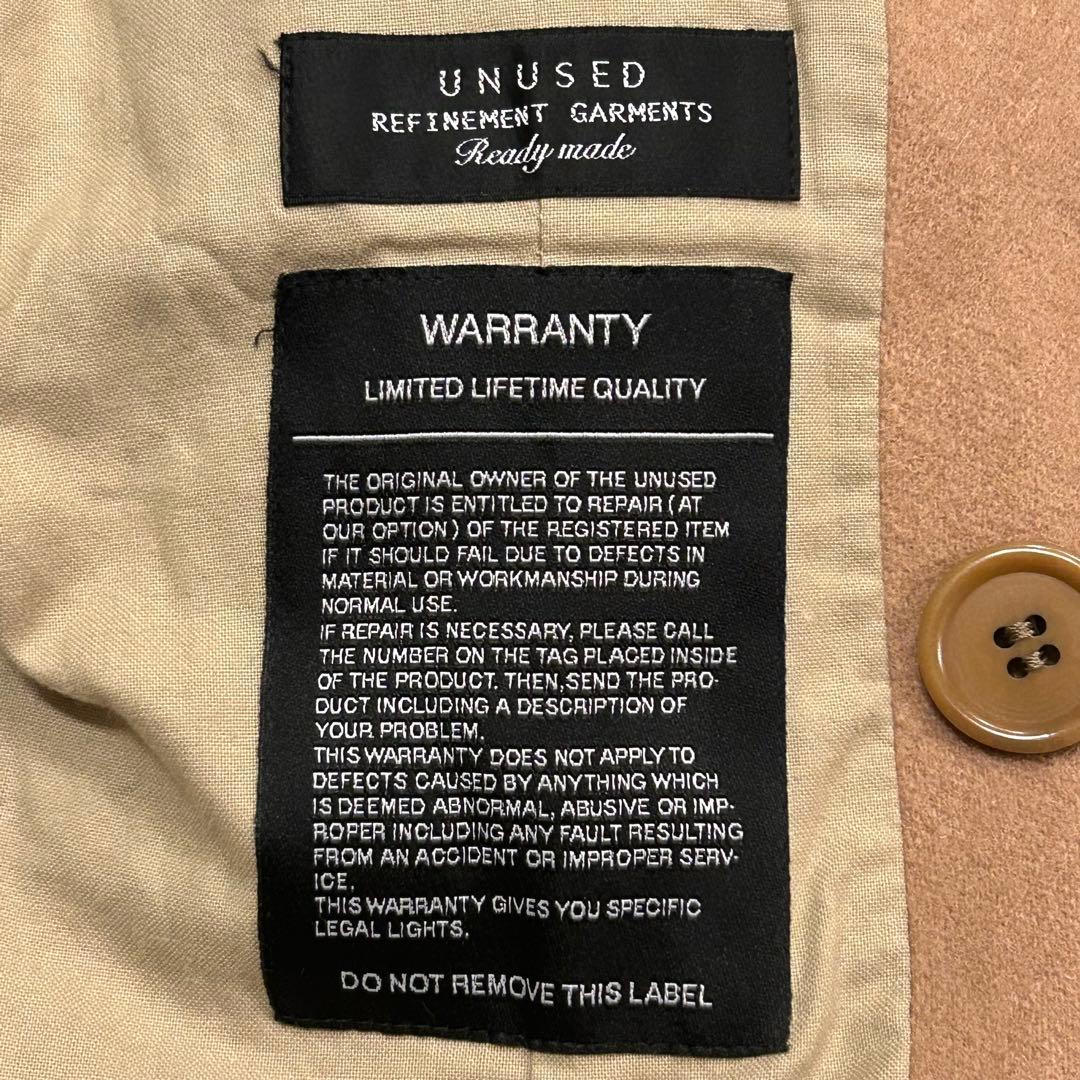 UNUSED
REFINEMENT GARMENTS
Ready made
WARRANTY
LIMITED LIFETIME QUALITY
THE ORIGINAL OWNER OF THE UNUSED
PRODUCT IS ENTITLED TO REPAIR (AT
OUR OPTION) OF THE REGISTERED ITEM
IF IT SHOULD FAIL DUE TO DEFECTS IN
MATERIAL OR WORKMANSHIP DURING
NORMAL USE.
IF REPAIR IS NECESSARY, PLEASE CALL
THE NUMBER ON THE TAG PLACED INSIDE
OF THE PRODUCT. THEN,SEND THE PRO-
DUCT INCLUDING A DESCRIPTION OF
YOUR PROBLEM.
THIS WARRANTY DOES NOT APPLY TO
DEFECTS CAUSED BY ANYTHING WHICH
IS DEEMED ABNORMAL, ABUSIVE OR IMP-
ROPER INCLUDING ANY FAULT RESULTING
FROM AN ACCIDENT OR IMPROPER SERV-
ICE.
THIS WARRANTY GIVES YOU SPECIFIC
LEGAL LIGHTS.
DO NOT REMOVE THIS LABEL